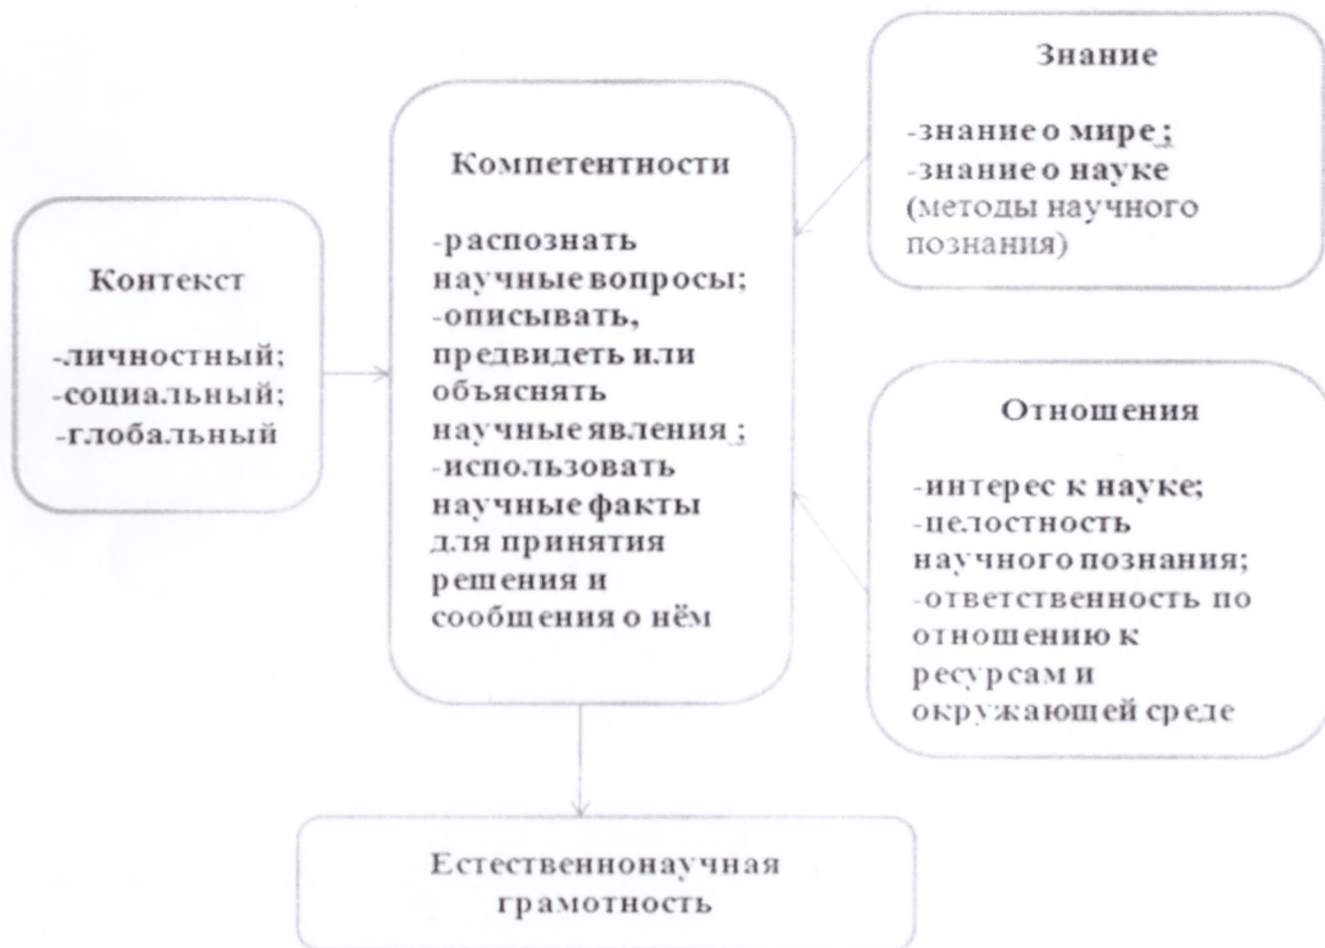 Контекст
-личностный;
-социальный;
-глобальный
Компетентности
-распознать
научные вопросы;
-описывать,
предвидеть или
объяснять
научные явления ;
-использовать
научные факты
для принятия
решения и
сообщения о нём
Знание
-знание о мире ;
-знание о науке
(методы научного
познания)
Отношения
-интерес к науке;
-целостность
научного познания;
-ответственность по
отношению к
ресурсам и
окружающей среде
Естественнонаучная
грамотность